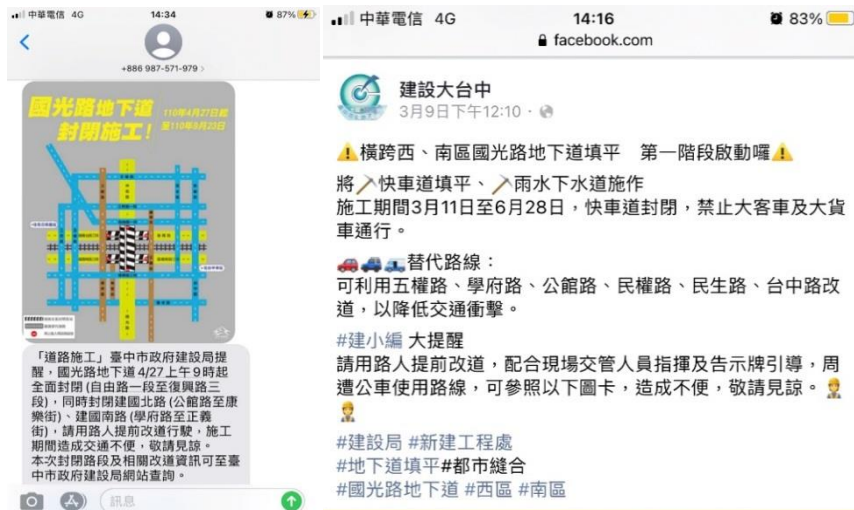 中華電信 4G
14:34
87%
+886 987-571-979
國光路地下道
封閉施工!
110年4月27日起
至110年8月23日
「道路施工」臺中市政府建設局提
醒,國光路地下道4/27上午9時起
全面封閉(自由路一段至復興路三
段),同時封閉建國北路(公館路至康
樂街)、建國南路(學府路至正義
街),請用路人提前改道行駛,施工
期間造成交通不便,敬請見諒。
本次封閉路段及相關改道資訊可至臺
中市政府建設局網站查詢。
訊息
中華電信 4G
14:16
83%
facebook.com
建設大台中
3月9日下午12:10 ·
⚠️橫跨西、南區國光路地下道填平 第一階段啟動囉⚠️
將⛏快車道填平、⛏雨水下水道施作
施工期間3月11日至6月28日,快車道封閉,禁止大客車及大貨
車通行。
🚗🚙🚐替代路線:
可利用五權路、學府路、公館路、民權路、民生路、台中路改
道,以降低交通衝擊。
#建小編 大提醒
請用路人提前改道,配合現場交管人員指揮及告示牌引導,周
遭公車使用路線,可參照以下圖卡,造成不便,敬請見諒。👷
👷
#建設局 #新建工程處
#地下道填平#都市縫合
#國光路地下道 #西區 #南區